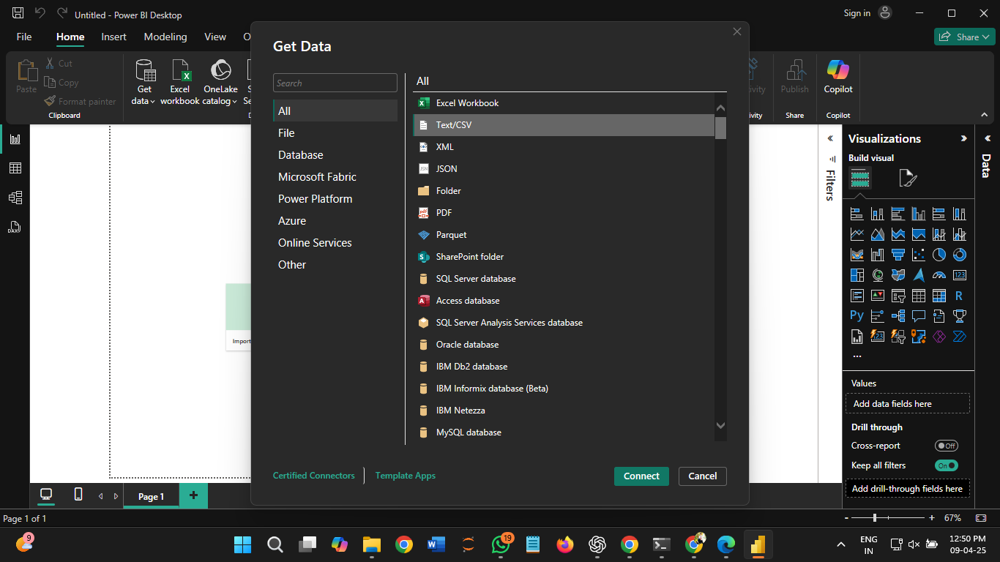 Untitled - Power BI Desktop
Sign in
File
Home
Insert
Modeling
View
Share
Paste
Cut
Copy
Format painter
Clipboard
Get data
Excel workbook
OneLake catalog
Publish
Share
Copilot
Copilot
Get Data
Search
All
File
Database
Microsoft Fabric
Power Platform
Azure
Online Services
Other
All
Excel Workbook
Text/CSV
XML
JSON
Folder
PDF
Parquet
SharePoint folder
SQL Server database
Access database
SQL Server Analysis Services database
Oracle database
IBM Db2 database
IBM Informix database (Beta)
IBM Netezza
MySQL database
Certified Connectors
Template Apps
Connect
Cancel
Import
Filters
Visualizations
Build visual
Data
Values
Add data fields here
Drill through
Cross-report
Off
Keep all filters
On
Add drill-through fields here
Page 1
Page 1 of 1
67%
9
19
ENG
IN
12:50 PM
09-04-25